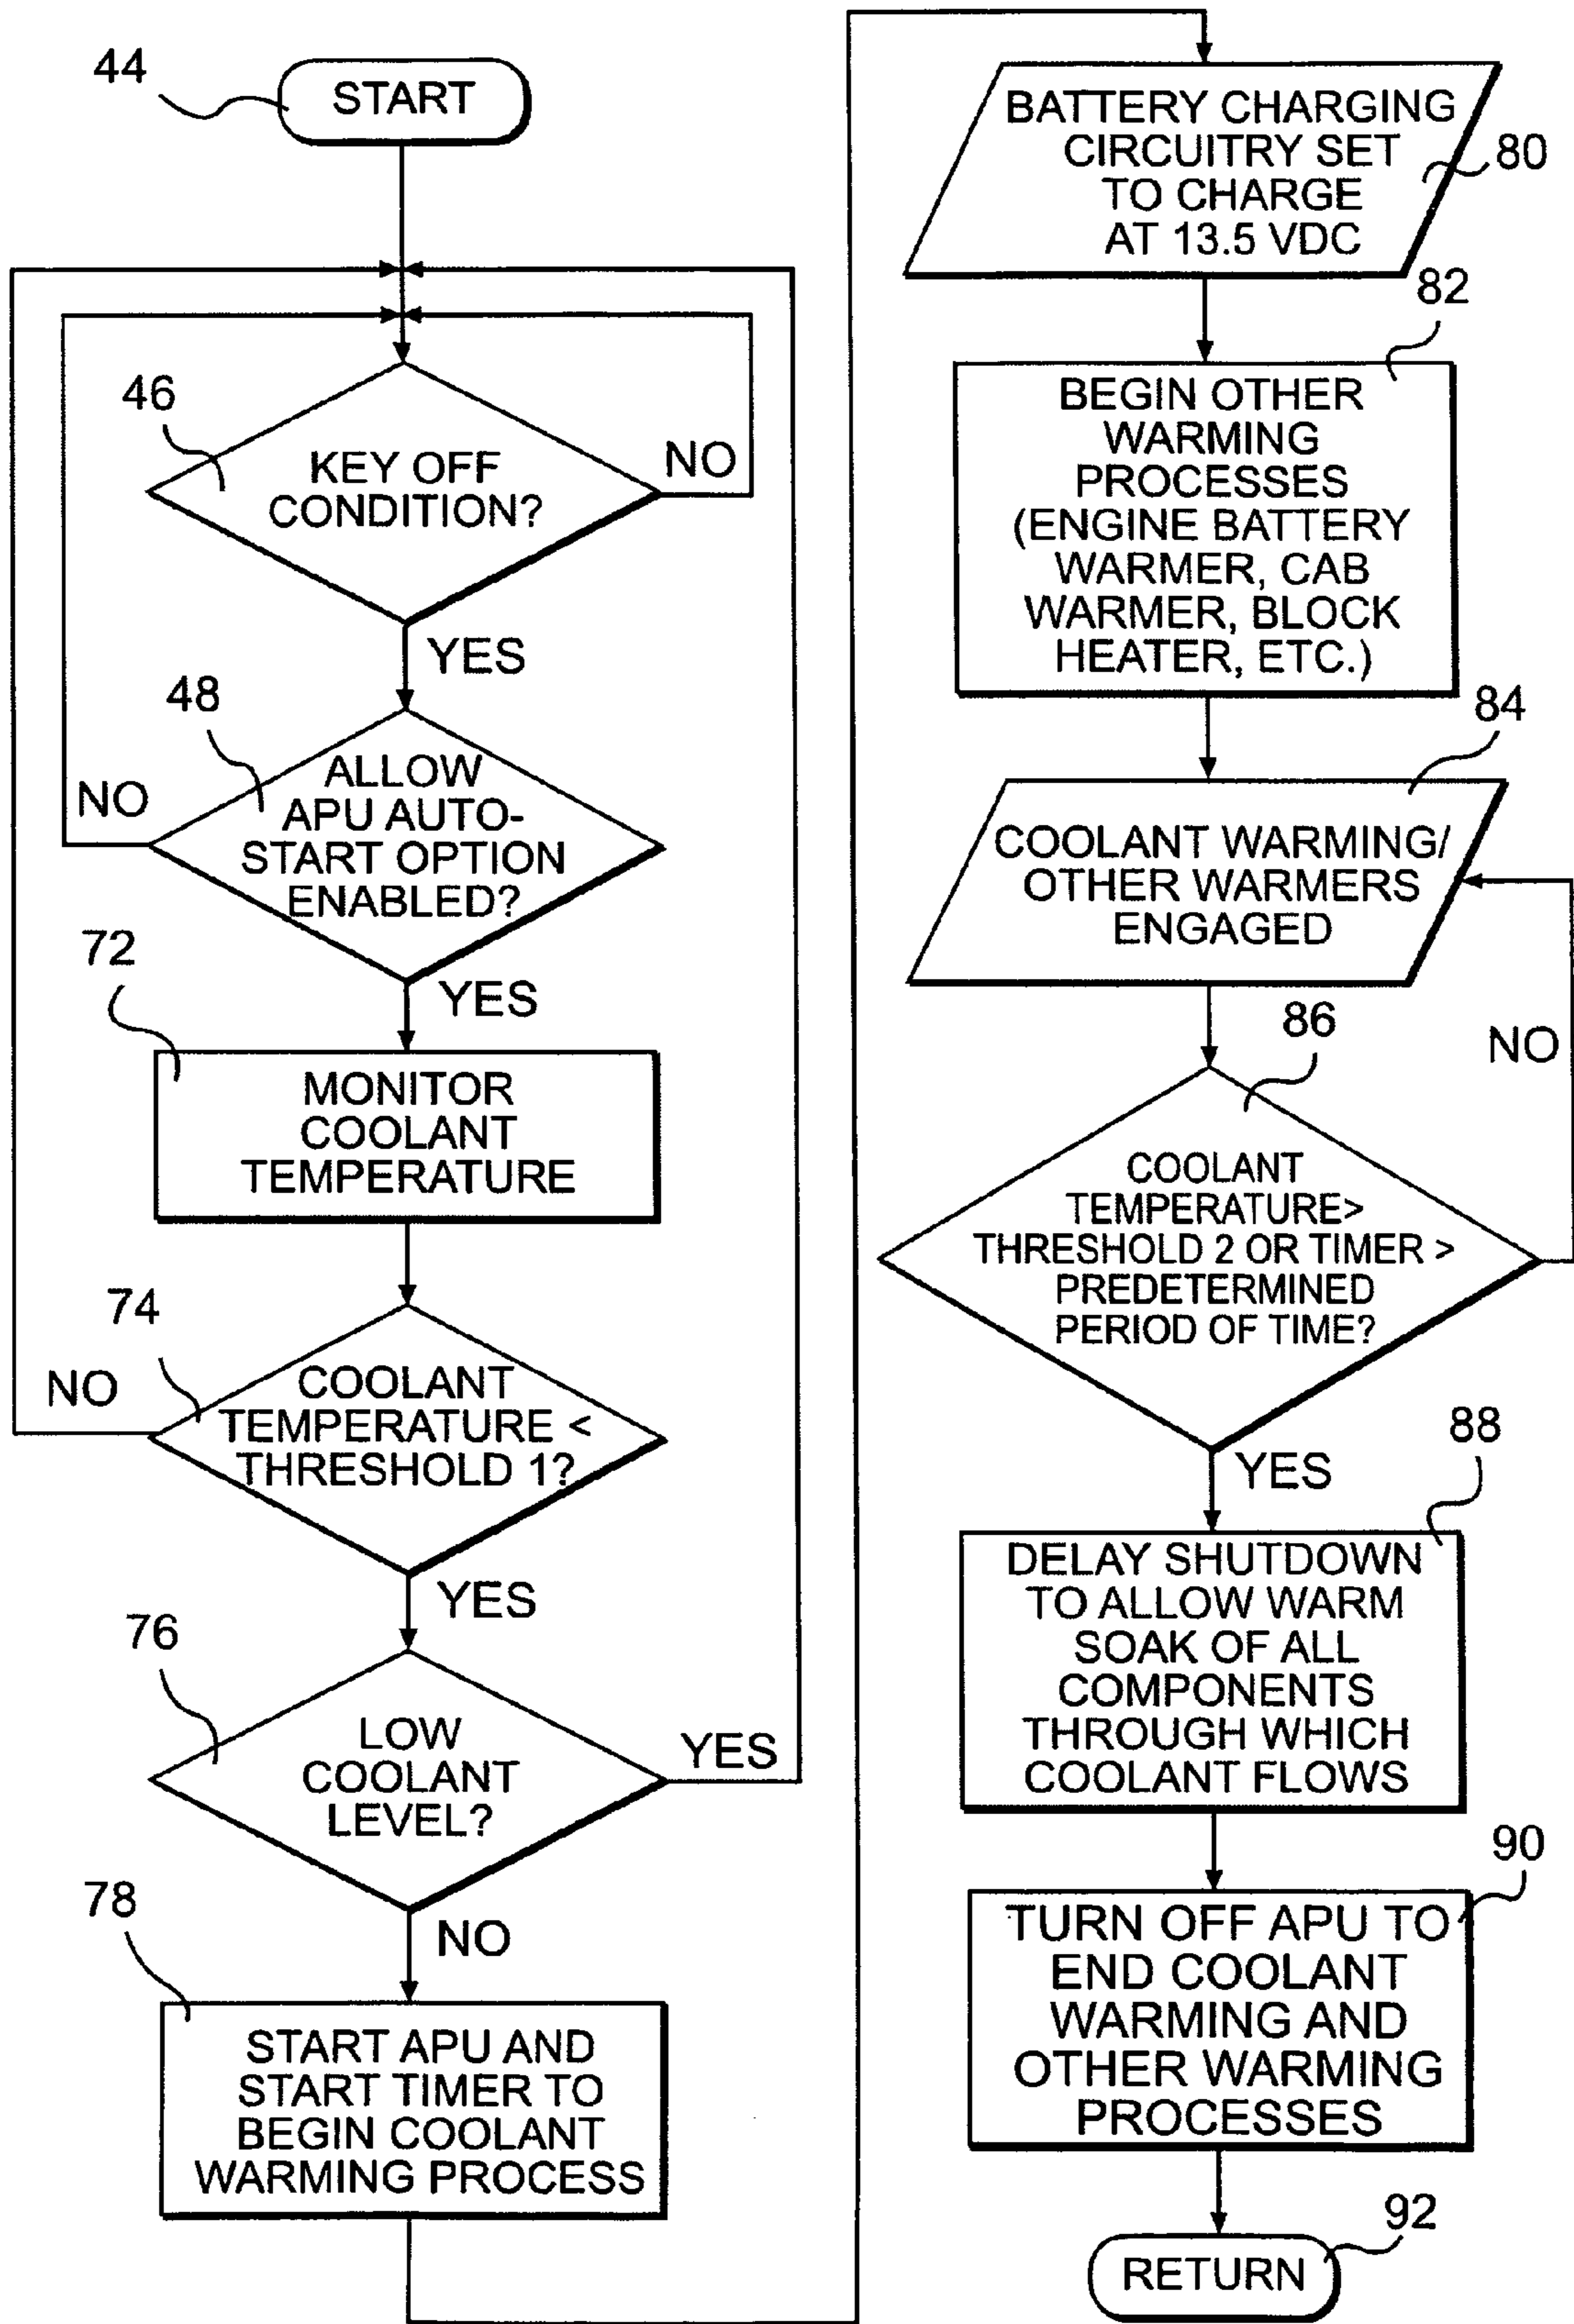 44
START
46
KEY OFF
CONDITION?
NO
YES
48
ALLOW
APU AUTO-
START OPTION
ENABLED?
NO
YES
72
MONITOR
COOLANT
TEMPERATURE
74
COOLANT
TEMPERATURE <
THRESHOLD 1?
NO
YES
76
LOW
COOLANT
LEVEL?
YES
NO
78
START APU AND
START TIMER TO
BEGIN COOLANT
WARMING PROCESS
BATTERY CHARGING
CIRCUITRY SET
TO CHARGE
AT 13.5 VDC
80
82
BEGIN OTHER
WARMING
PROCESSES
(ENGINE BATTERY
WARMER, CAB
WARMER, BLOCK
HEATER, ETC.)
84
COOLANT WARMING/
OTHER WARMERS
ENGAGED
86
NO
COOLANT
TEMPERATURE>
THRESHOLD 2 OR TIMER >
PREDETERMINED
PERIOD OF TIME?
YES
88
DELAY SHUTDOWN
TO ALLOW WARM
SOAK OF ALL
COMPONENTS
THROUGH WHICH
COOLANT FLOWS
90
TURN OFF APU TO
END COOLANT
WARMING AND
OTHER WARMING
PROCESSES
92
RETURN